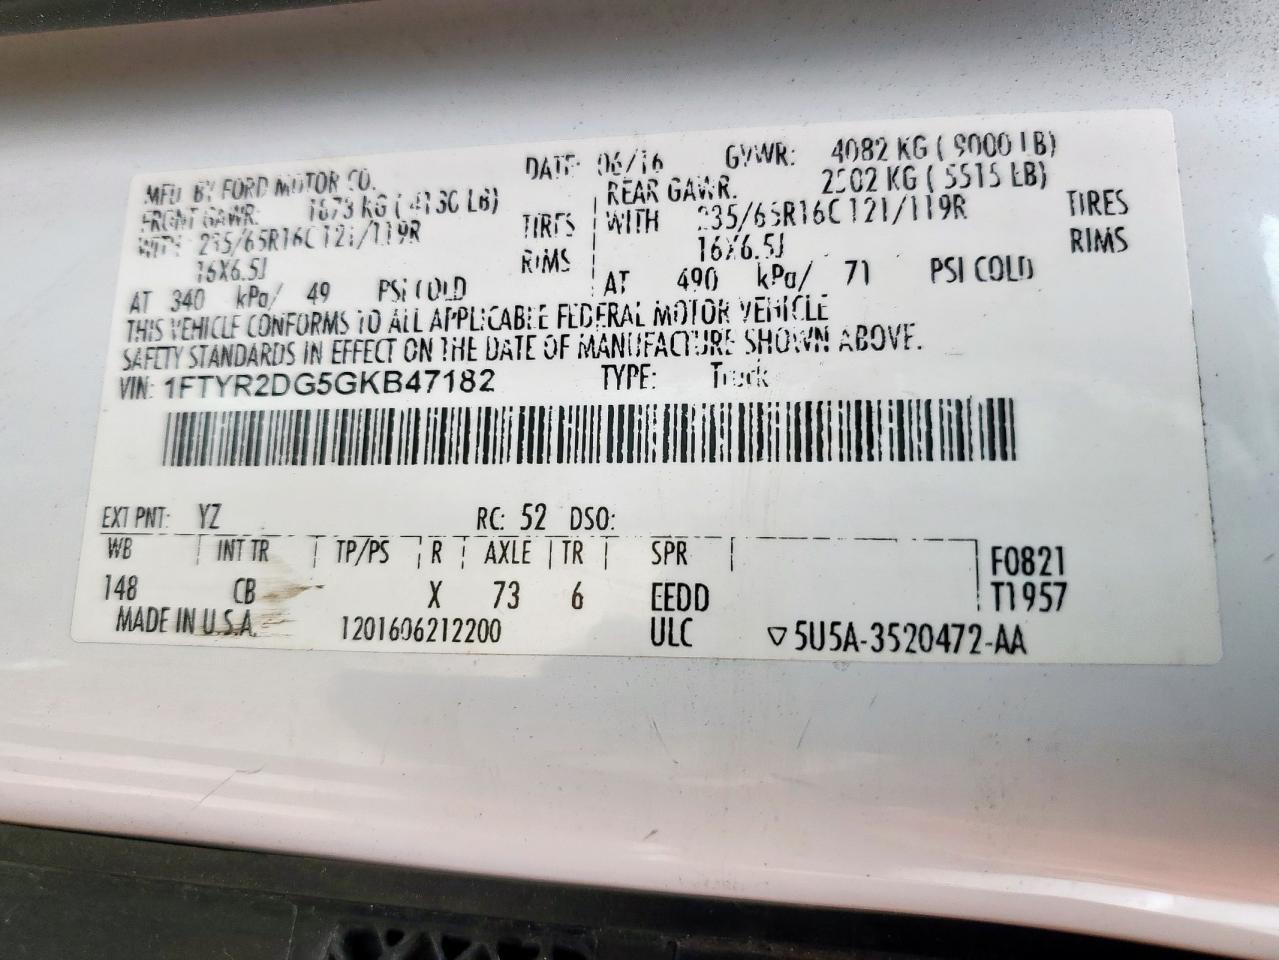 MFD BY FORD MOTOR CO. DATE: 06/16 GVWR: 4082 KG ( 9000 LB)
FRONT GAWR: KG ( LB) REAR GAWR: 2502 KG ( 5515 LB)
WITH 235/65R16C 121/119R TIRES WITH 235/65R16C 121/119R TIRES
16X6.5J RIMS 16X6.5J RIMS
AT 340 kPa/ 49 PSI COLD AT 490 kPa/ 71 PSI COLD
THIS VEHICLE CONFORMS TO ALL APPLICABLE FEDERAL MOTOR VEHICLE
SAFETY STANDARDS IN EFFECT ON THE DATE OF MANUFACTURE SHOWN ABOVE.
VIN: 1FTYR2DG5GKB47182 TYPE: Truck
EXT PNT: YZ RC: 52 DSO:
WB INT TR TP/PS R AXLE TR SPR F0821
148 CB X 73 6 EEDD T1957
MADE IN U.S.A. 1201606212200 ULC ▽5U5A-3520472-AA